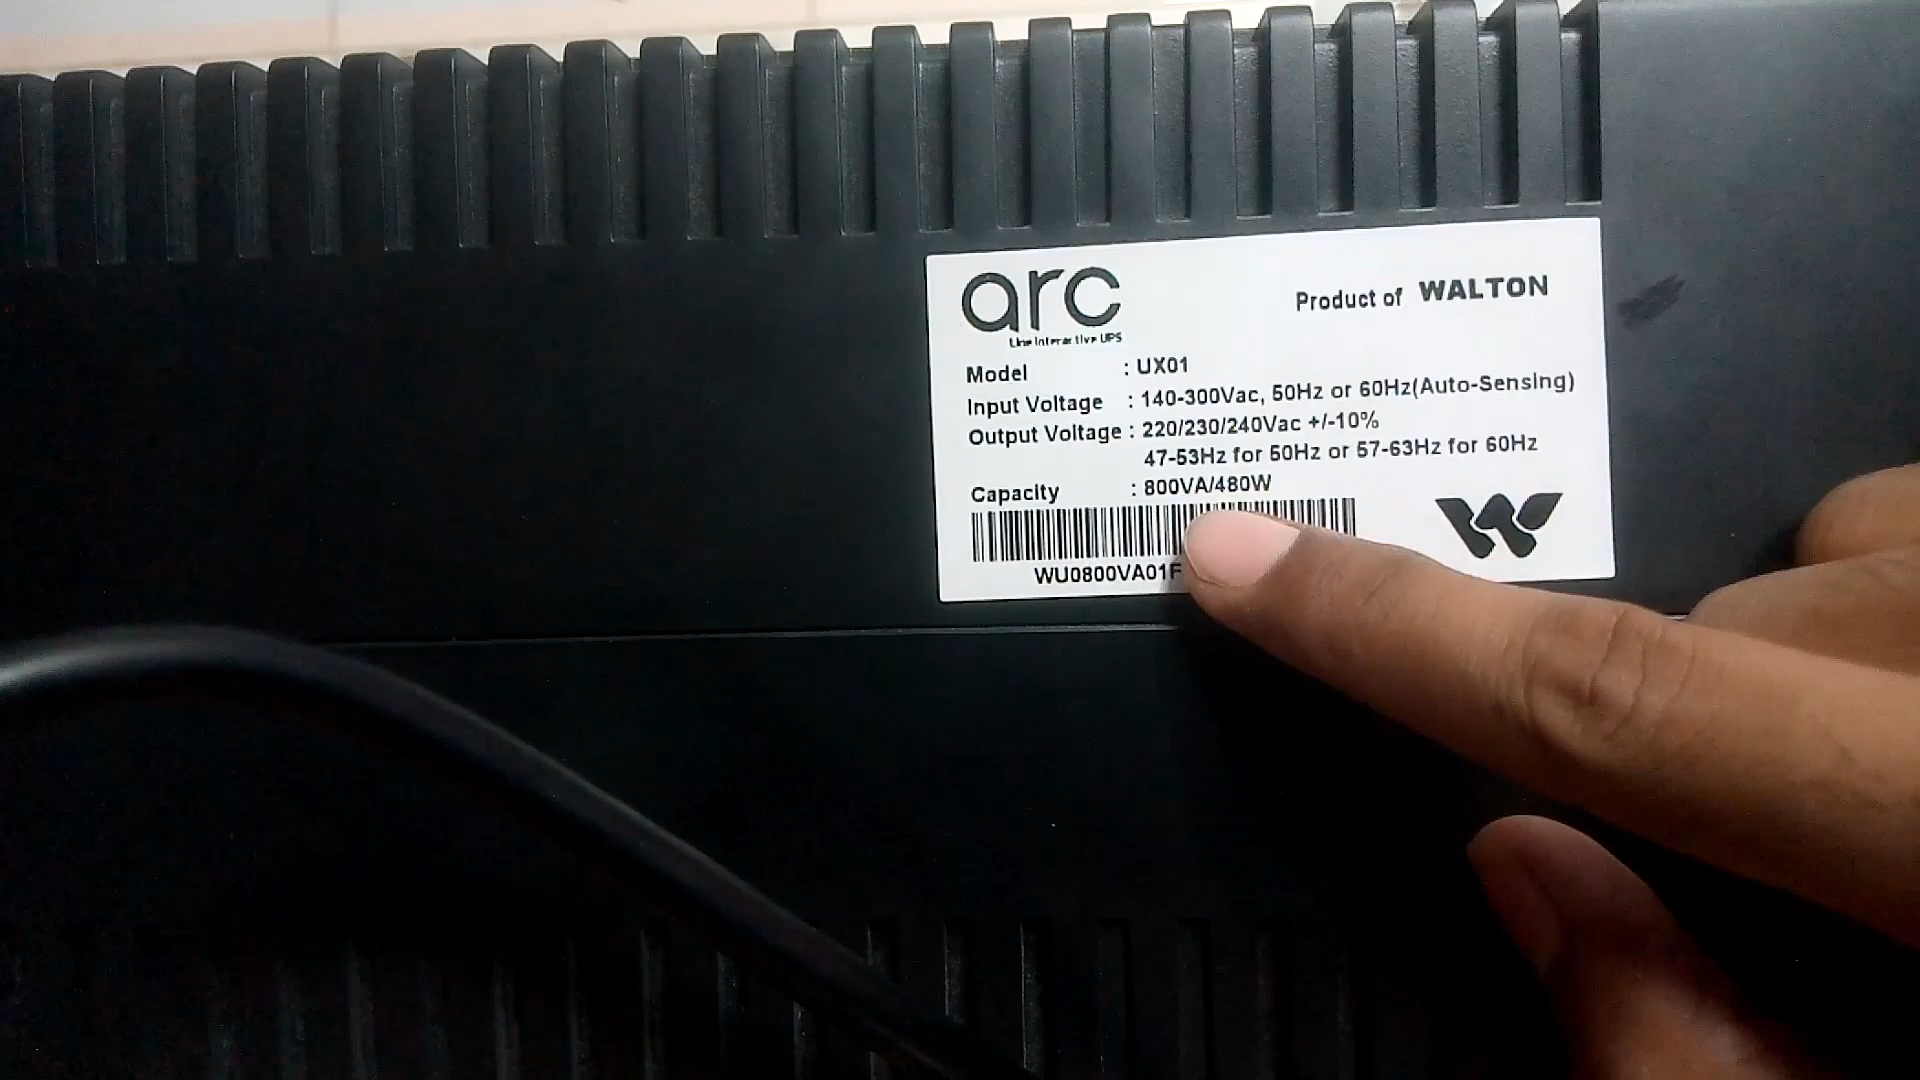 arc
Product of WALTON
Line Interactive UPS
Model : UX01
Input Voltage : 140-300Vac, 50Hz or 60Hz(Auto-Sensing)
Output Voltage : 220/230/240Vac +/-10%
47-53Hz for 50Hz or 57-63Hz for 60Hz
Capacity : 800VA/480W
WU0800VA01F